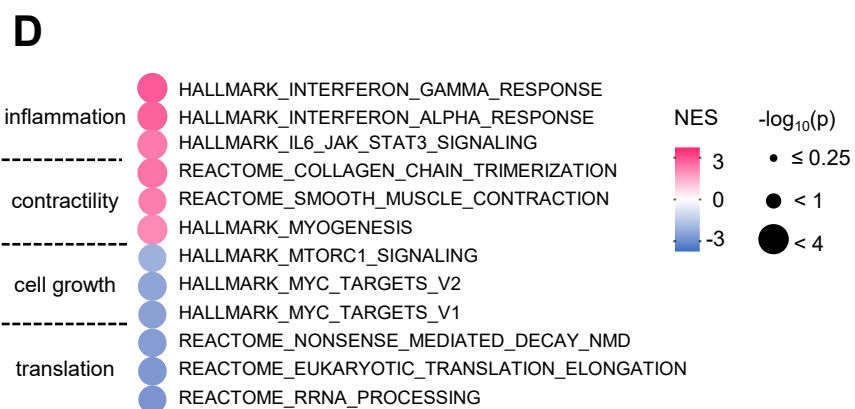 D
inflammation
HALLMARK_INTERFERON_GAMMA_RESPONSE
HALLMARK_INTERFERON_ALPHA_RESPONSE
HALLMARK_IL6_JAK_STAT3_SIGNALING
contractility
REACTOME_COLLAGEN_CHAIN_TRIMERIZATION
REACTOME_SMOOTH_MUSCLE_CONTRACTION
HALLMARK_MYOGENESIS
cell growth
HALLMARK_MTORC1_SIGNALING
HALLMARK_MYC_TARGETS_V2
HALLMARK_MYC_TARGETS_V1
translation
REACTOME_NONSENSE_MEDIATED_DECAY_NMD
REACTOME_EUKARYOTIC_TRANSLATION_ELONGATION
REACTOME_RRNA_PROCESSING
NES
3
0
-3
-log10(p)
≤ 0.25
< 1
< 4